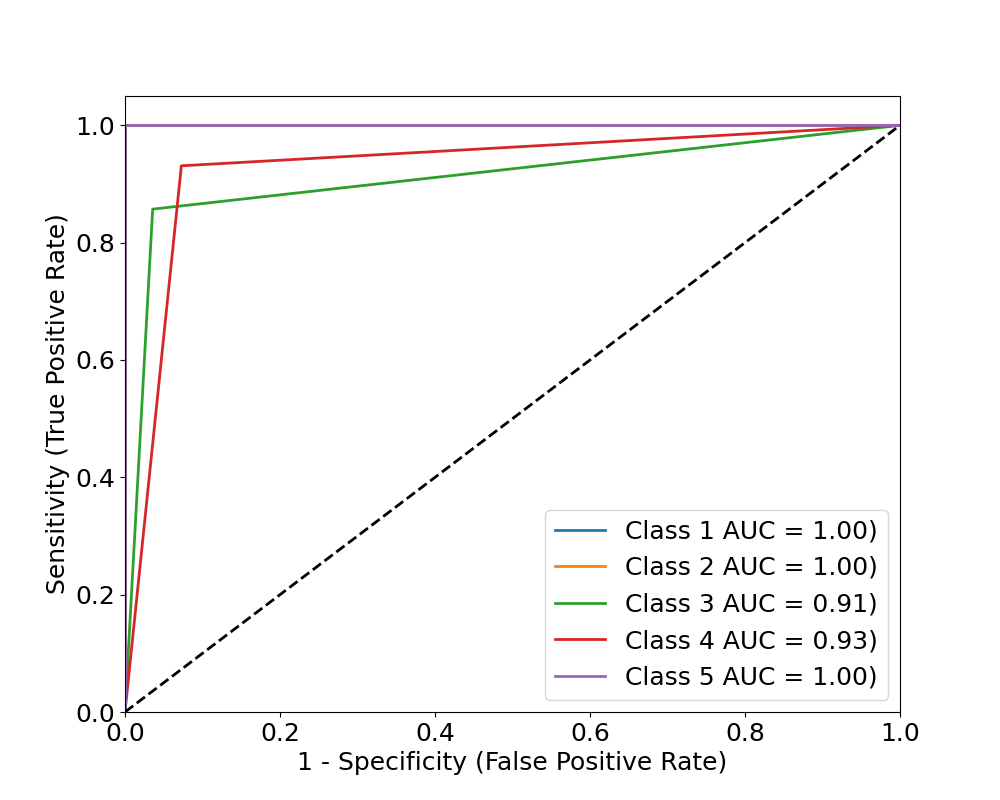 1.0
0.8
0.6
0.4
0.2
0.0
Sensitivity (True Positive Rate)
Class 1 AUC = 1.00)
Class 2 AUC = 1.00)
Class 3 AUC = 0.91)
Class 4 AUC = 0.93)
Class 5 AUC = 1.00)
0.0 0.2 0.4 0.6 0.8 1.0
1 - Specificity (False Positive Rate)